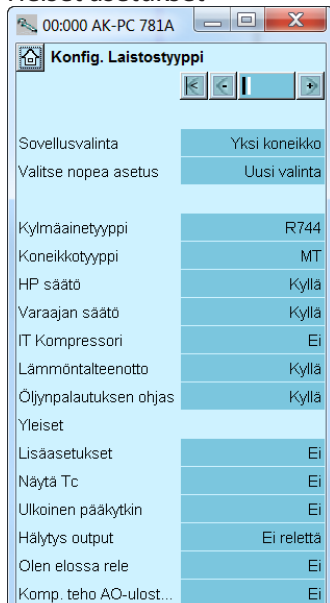 00:000 AK-PC 781A
Konfig. Laistostyyppi
Sovellusvalinta Yksi koneikko
Valitse nopea asetus Uusi valinta
Kylmäainetyyppi R744
Koneikkotyyppi MT
HP säätö Kyllä
Varaajan säätö Kyllä
IT Kompressori Ei
Lämmöntalteenotto Kyllä
Öljynpalautuksen ohjas Kyllä
Yleiset
Lisäasetukset Ei
Näytä Tc Ei
Ulkoinen pääkytkin Ei
Hälytys output Ei relettä
Olen elossa rele Ei
Komp. teho AO-ulost... Ei